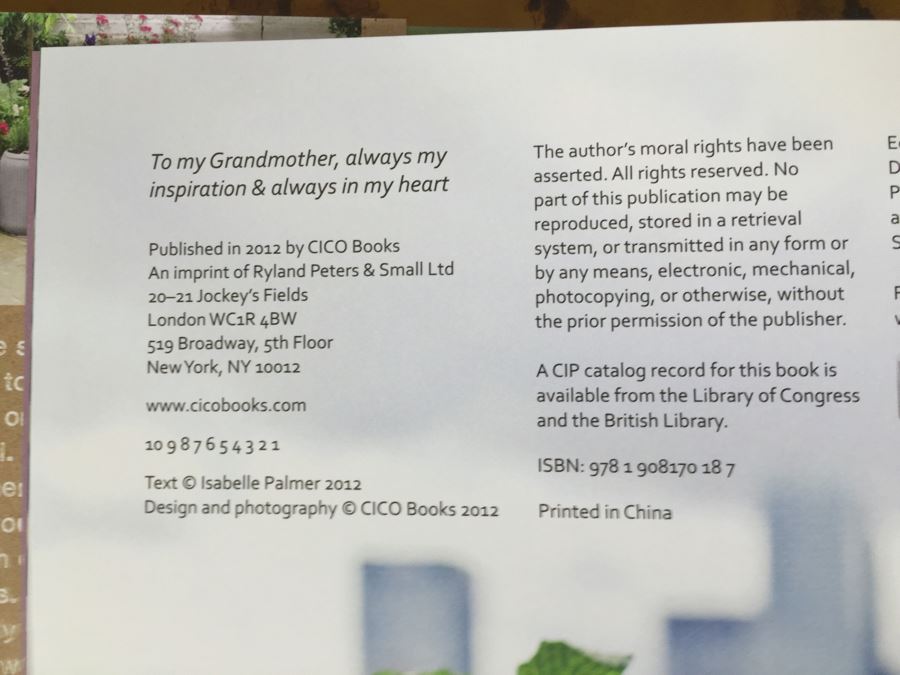 To my Grandmother, always my
inspiration & always in my heart
Published in 2012 by CICO Books
An imprint of Ryland Peters & Small Ltd
20–21 Jockey's Fields
London WC1R 4BW
519 Broadway, 5th Floor
New York, NY 10012
www.cicobooks.com
10 9 8 7 6 5 4 3 2 1
Text © Isabelle Palmer 2012
Design and photography © CICO Books 2012
The author's moral rights have been
asserted. All rights reserved. No
part of this publication may be
reproduced, stored in a retrieval
system, or transmitted in any form or
by any means, electronic, mechanical,
photocopying, or otherwise, without
the prior permission of the publisher.
A CIP catalog record for this book is
available from the Library of Congress
and the British Library.
ISBN: 978 1 908170 18 7
Printed in China